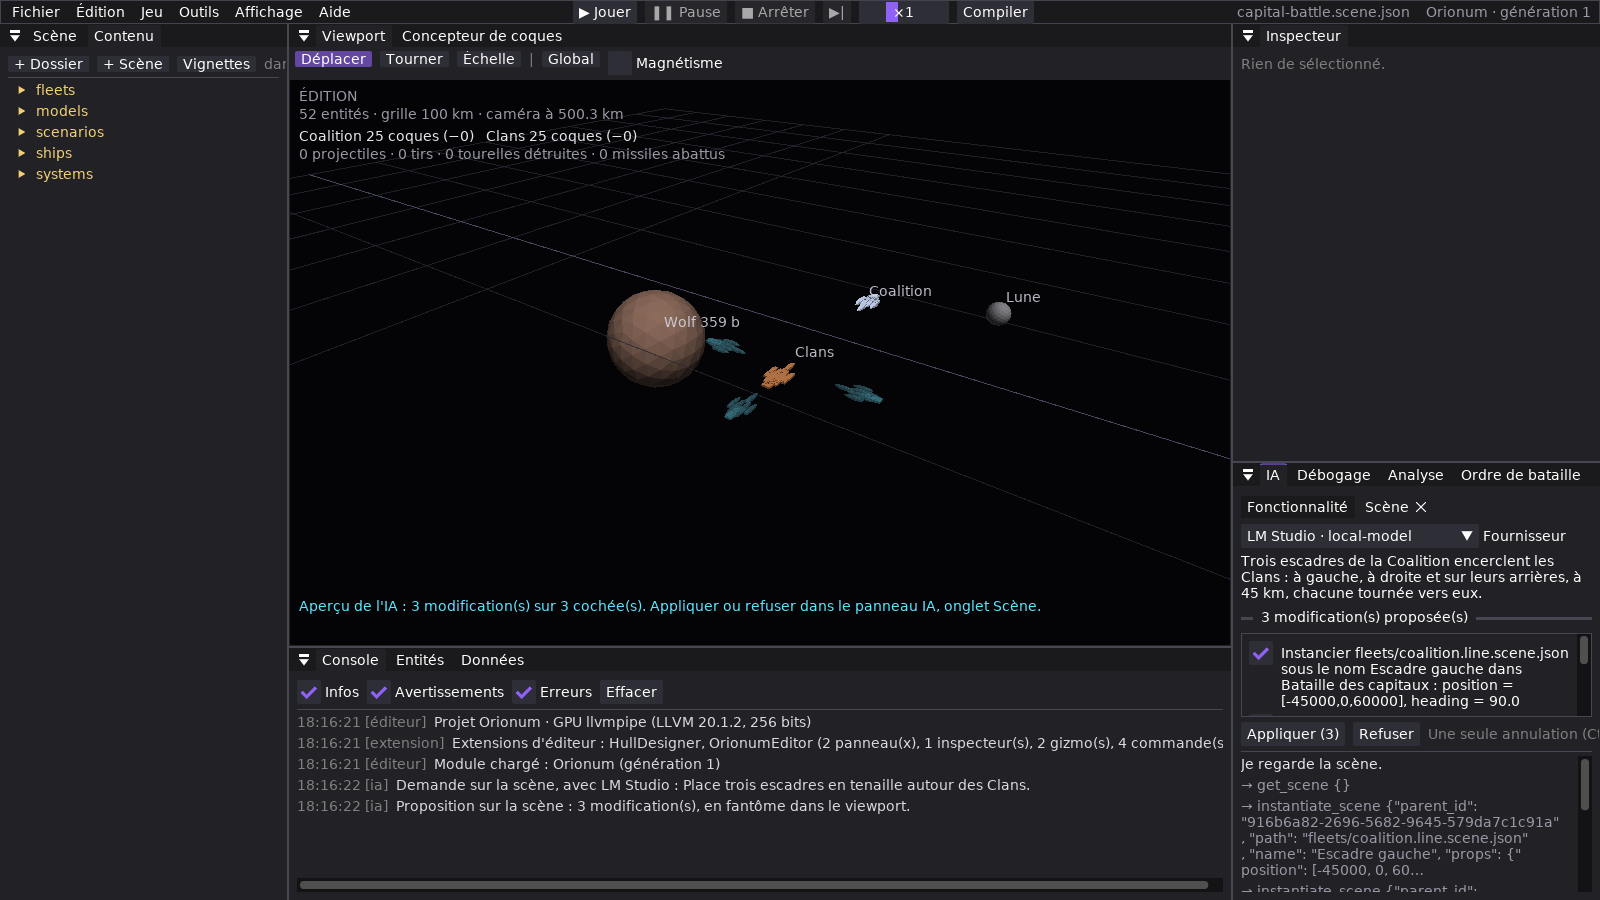 Fichier Édition Jeu Outils Affichage Aide ▶ Jouer ❚❚ Pause ■ Arrêter ▶| ×1 Compiler capital-battle.scene.json Orionum · génération 1
Scène Contenu
+ Dossier + Scène Vignettes
fleets
models
scenarios
ships
systems
Viewport Concepteur de coques
Déplacer Tourner Échelle | Global Magnétisme
ÉDITION
52 entités · grille 100 km · caméra à 500.3 km
Coalition 25 coques (−0) Clans 25 coques (−0)
0 projectiles · 0 tirs · 0 tourelles détruites · 0 missiles abattus
Coalition
Lune
Wolf 359 b
Clans
Aperçu de l'IA : 3 modification(s) sur 3 cochée(s). Appliquer ou refuser dans le panneau IA, onglet Scène.
Console Entités Données
Infos Avertissements Erreurs Effacer
18:16:21 [éditeur] Projet Orionum · GPU llvmpipe (LLVM 20.1.2, 256 bits)
18:16:21 [extension] Extensions d'éditeur : HullDesigner, OrionumEditor (2 panneau(x), 1 inspecteur(s), 2 gizmo(s), 4 commande(s
18:16:21 [éditeur] Module chargé : Orionum (génération 1)
18:16:22 [ia] Demande sur la scène, avec LM Studio : Place trois escadres en tenaille autour des Clans.
18:16:22 [ia] Proposition sur la scène : 3 modification(s), en fantôme dans le viewport.
Inspecteur
Rien de sélectionné.
IA Débogage Analyse Ordre de bataille
Fonctionnalité Scène
LM Studio · local-model Fournisseur
Trois escadres de la Coalition encerclent les
Clans : à gauche, à droite et sur leurs arrières, à
45 km, chacune tournée vers eux.
3 modification(s) proposée(s)
Instancier fleets/coalition.line.scene.json
sous le nom Escadre gauche dans
Bataille des capitaux : position =
[-45000,0,60000], heading = 90.0
Appliquer (3) Refuser Une seule annulation
Je regarde la scène.
→ get_scene {}
→ instantiate_scene {"parent_id":
"916b6a82-2696-5682-9645-579da7c1c91a"
, "path": "fleets/coalition.line.scene.json"
, "name": "Escadre gauche", "props": {"
position": [-45000, 0, 60...
→ instantiate_scene {"parent_id":